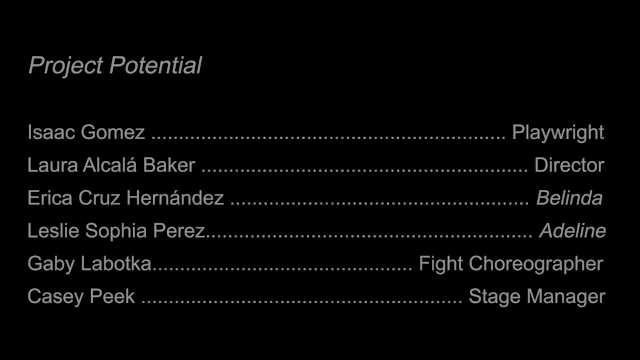 Project Potential
Isaac Gomez ................................................................ Playwright
Laura Alcalá Baker ........................................................... Director
Erica Cruz Hernández ...................................................... Belinda
Leslie Sophia Perez........................................................... Adeline
Gaby Labotka............................................... Fight Choreographer
Casey Peek .......................................................... Stage Manager